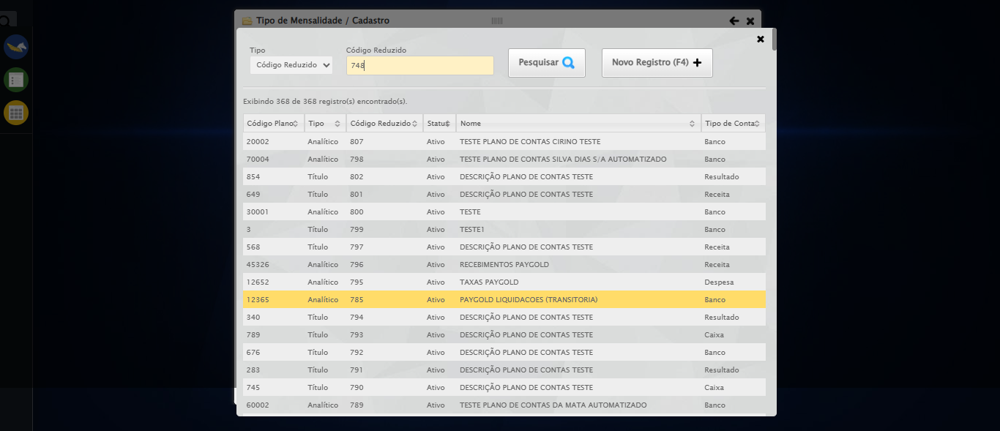 Tipo de Mensalidade / Cadastro
Tipo Código Reduzido
Código Reduzido 748 Pesquisar Novo Registro (F4)
Exibindo 368 de 368 registro(s) encontrado(s).
Código Plano Tipo Código Reduzido Status Nome Tipo de Conta
20002 Analítico 807 Ativo TESTE PLANO DE CONTAS CIRINO TESTE Banco
70004 Analítico 798 Ativo TESTE PLANO DE CONTAS SILVA DIAS S/A AUTOMATIZADO Banco
854 Título 802 Ativo DESCRIÇÃO PLANO DE CONTAS TESTE Resultado
649 Título 801 Ativo DESCRIÇÃO PLANO DE CONTAS TESTE Receita
30001 Analítico 800 Ativo TESTE Banco
3 Título 799 Ativo TESTE1 Banco
568 Título 797 Ativo DESCRIÇÃO PLANO DE CONTAS TESTE Receita
45326 Analítico 796 Ativo RECEBIMENTOS PAYGOLD Receita
12652 Analítico 795 Ativo TAXAS PAYGOLD Despesa
12365 Analítico 785 Ativo PAYGOLD LIQUIDACOES (TRANSITORIA) Banco
340 Título 794 Ativo DESCRIÇÃO PLANO DE CONTAS TESTE Resultado
789 Título 793 Ativo DESCRIÇÃO PLANO DE CONTAS TESTE Caixa
676 Título 792 Ativo DESCRIÇÃO PLANO DE CONTAS TESTE Banco
283 Título 791 Ativo DESCRIÇÃO PLANO DE CONTAS TESTE Resultado
745 Título 790 Ativo DESCRIÇÃO PLANO DE CONTAS TESTE Caixa
60002 Analítico 789 Ativo TESTE PLANO DE CONTAS DA MATA AUTOMATIZADO Banco